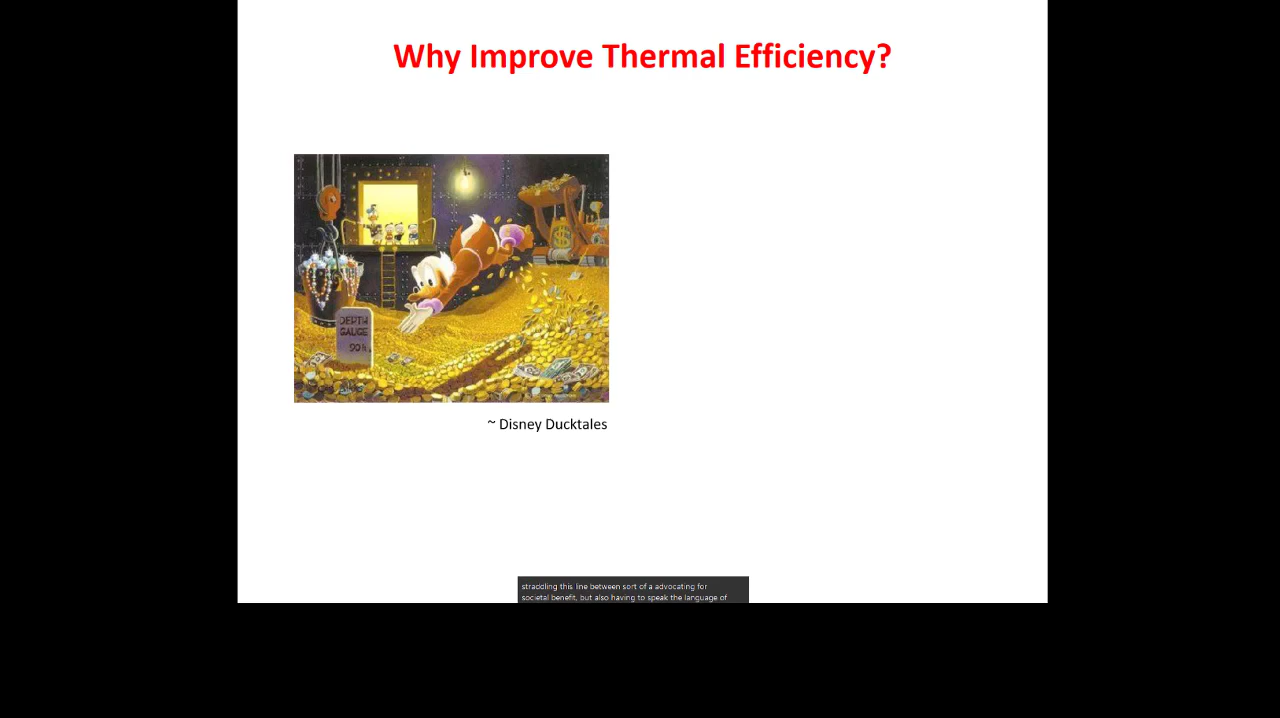 Why Improve Thermal Efficiency?
DEPTH
GAUGE
90
~ Disney Ducktales
straddling this line between sort of a advocating for
societal benefit, but also having to speak the language of